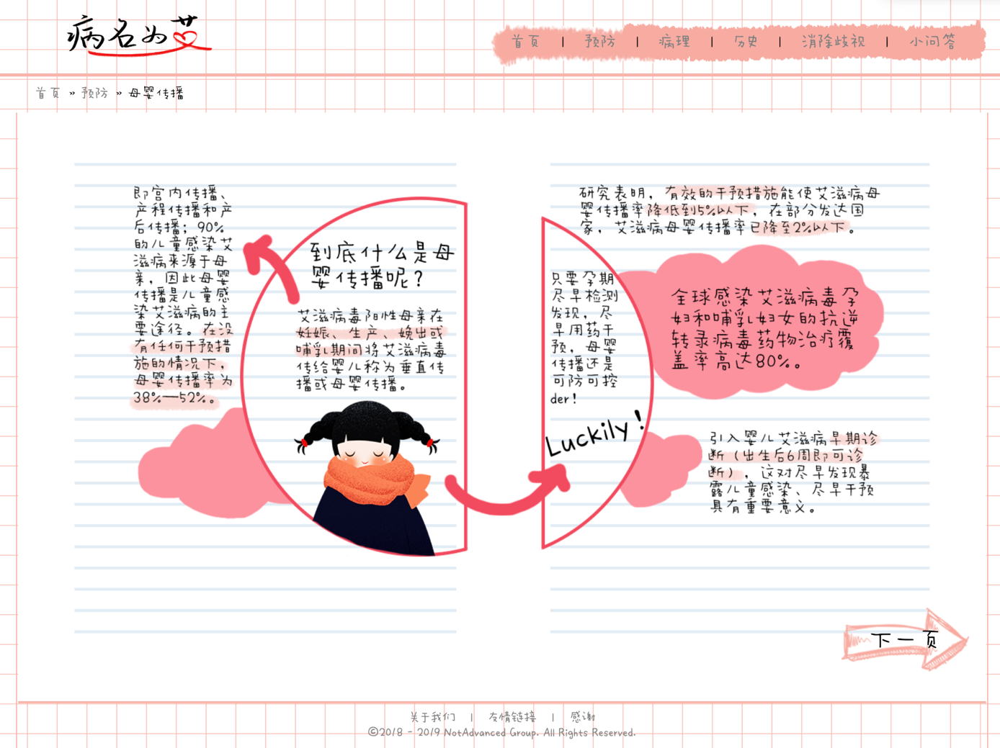 病名为艾
首页 | 预防 | 病理 | 历史 | 消除歧视 | 小问答
首页 » 预防 » 母婴传播
即宫内传播、
产程传播和产
后传播；90%
的儿童感染艾
滋病来源于母
亲，因此母婴
传播是儿童感
染艾滋病的主
要途径。在没
有任何干预措
施的情况下，
母婴传播率为
38%—52%。
到底什么是母
婴传播呢？
艾滋病毒阳性母亲在
妊娠、生产、娩出或
哺乳期间将艾滋病毒
传给婴儿称为垂直传
播或母婴传播。
只要孕期
尽早检测
发现，尽
早用药干
预，母婴
传播还是
可防可控
der！
Luckily！
研究表明，有效的干预措施能使艾滋病母
婴传播率降低到5%以下，在部分发达国
家，艾滋病母婴传播率已降至2%以下。
全球感染艾滋病毒孕
妇和哺乳妇女的抗逆
转录病毒药物治疗覆
盖率高达80%。
引入婴儿艾滋病早期诊
断（出生后6周即可诊
断），这对尽早发现暴
露儿童感染、尽早干预
具有重要意义。
下一页
关于我们 | 友情链接 | 感谢
©2018 - 2019 NotAdvanced Group. All Rights Reserved.